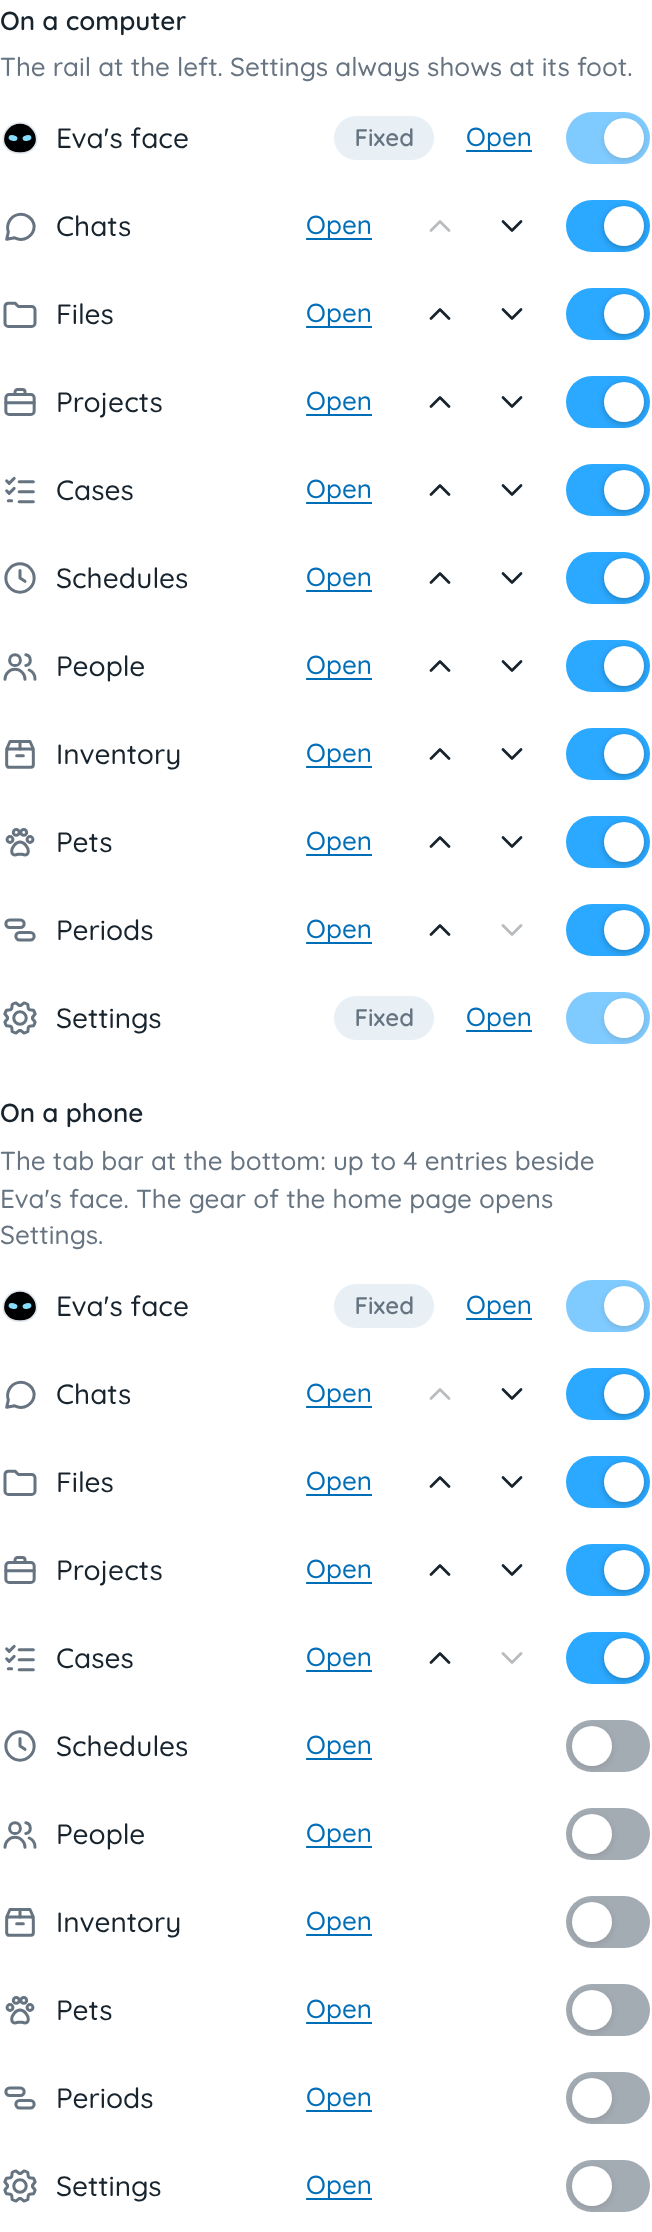 On a computer
The rail at the left. Settings always shows at its foot.
Eva's face Fixed Open
Chats Open
Files Open
Projects Open
Cases Open
Schedules Open
People Open
Inventory Open
Pets Open
Periods Open
Settings Fixed Open
On a phone
The tab bar at the bottom: up to 4 entries beside
Eva's face. The gear of the home page opens
Settings.
Eva's face Fixed Open
Chats Open
Files Open
Projects Open
Cases Open
Schedules Open
People Open
Inventory Open
Pets Open
Periods Open
Settings Open